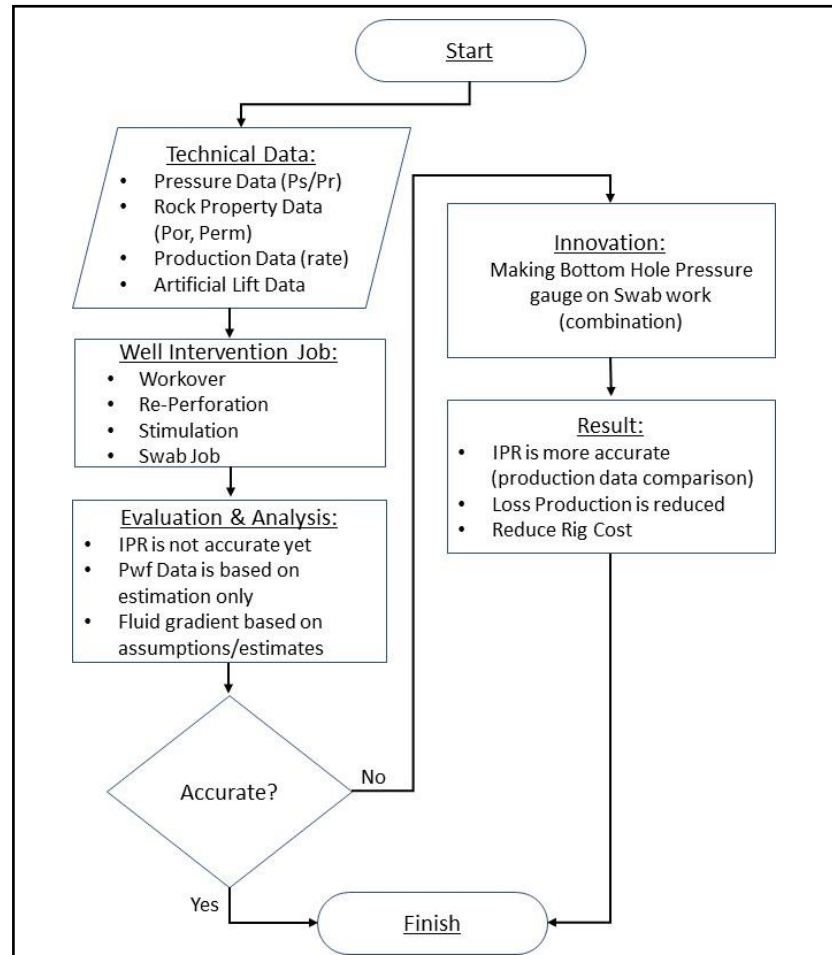 Start
Technical Data:
• Pressure Data (Ps/Pr)
• Rock Property Data
(Por, Perm)
• Production Data (rate)
• Artificial Lift Data
Well Intervention Job:
• Workover
• Re-Perforation
• Stimulation
• Swab Job
Evaluation & Analysis:
• IPR is not accurate yet
• Pwf Data is based on
estimation only
• Fluid gradient based on
assumptions/estimates
Accurate?
No
Yes
Innovation:
Making Bottom Hole Pressure
gauge on Swab work
(combination)
Result:
• IPR is more accurate
(production data comparison)
• Loss Production is reduced
• Reduce Rig Cost
Finish